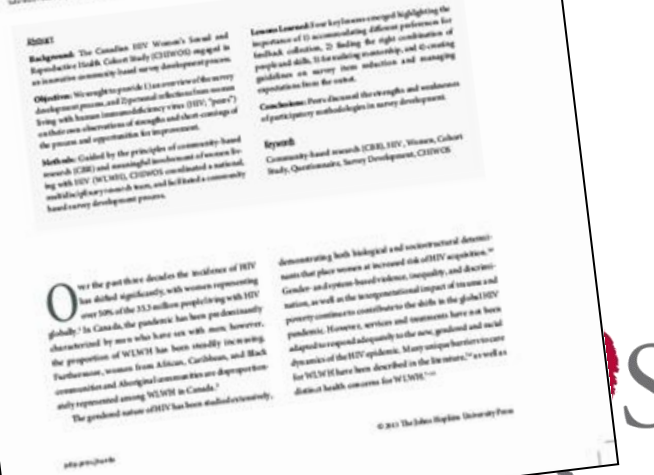 Abstract
Background: The Canadian HIV Women's Sexual and
Reproductive Health Cohort Study (CHIWOS) engaged in
an innovative community-based survey development process.
Objectives: We sought to provide 1) an overview of the survey
development process, and 2) personal reflections from women
living with human immunodeficiency virus (HIV; "peers")
on their own observations of strengths and short-comings of
the process and opportunities for improvement.
Methods: Guided by the principles of community-based
research (CBR) and meaningful involvement of women liv-
ing with HIV (WLWH), CHIWOS coordinated a national,
multidisciplinary research team, and facilitated a community
based survey development process.
Lessons Learned: Four key lessons emerged highlighting the
importance of 1) accommodating different preferences for
feedback collection, 2) finding the right combination of
people and skills, 3) formalizing mentorship, and 4) creating
guidelines on survey item reduction and managing
expectations from the outset.
Conclusions: Peers discussed the strengths and weaknesses
of participatory methodologies in survey development.
Keywords
Community-based research (CBR), HIV, Women, Cohort
Study, Questionnaire, Survey Development, CHIWOS
Over the past three decades the incidence of HIV
has shifted significantly, with women representing
over 50% of the 33.3 million people living with HIV
globally.¹ In Canada, the pandemic has been predominantly
characterized by men who have sex with men, however,
the proportion of WLWH has been steadily increasing.
Furthermore, women from African, Caribbean, and Black
communities and Aboriginal communities are disproportion-
ately represented among WLWH in Canada.²
The gendered nature of HIV has been studied extensively,
demonstrating both biological and sociostructural determi-
nants that place women at increased risk of HIV acquisition.
Gender- and system-based violence, inequality, and discrimi-
nation, as well as the intergenerational impact of trauma and
poverty continue to contribute to the shifts in the global HIV
pandemic. However, services and treatments have not been
adapted to respond adequately to the new, gendered and racial
dynamics of the HIV epidemic. Many unique barriers to care
for WLWH have been described in the literature, as well as
distinct health concerns for WLWH.
© 2015 The Johns Hopkins University Press
S